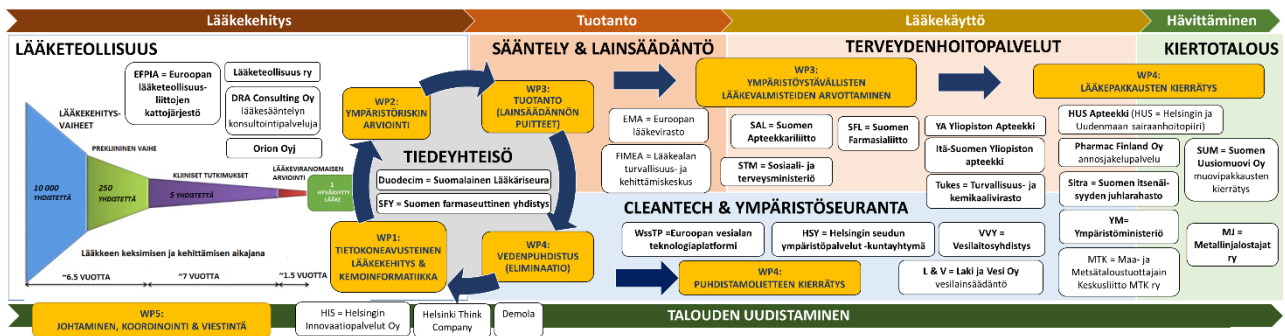 Lääkekehitys
Tuotanto
Lääkekäyttö
Hävittäminen
LÄÄKETEOLLISUUS
EFPIA = Euroopan
lääketeollisuus-
liittojen
kattojärjestö
Lääketeollisuus ry
DRA Consulting Oy
lääkesääntelyn
konsultointipalveluja
Orion Oyj
LÄÄKEKEHITYS-
VAIHEET
PREKLIININEN VAIHE
KLIINISET TUTKIMUKSET
LÄÄKEVIRANOMAISEN
ARVIOINTI
10 000
YHDISTETTÄ
250
YHDISTETTÄ
5 YHDISTETTÄ
1
HYVÄKSYTTY
LÄÄKE
Lääkkeen keksimisen ja kehittämisen aikajana
~6.5 VUOTTA
~7 VUOTTA
~1.5 VUOTTA
WP2:
YMPÄRISTÖRISKIN
ARVIOINTI
WP3:
TUOTANTO
(LAINSÄÄDÄNNÖN
PUITTEET)
TIEDEYHTEISÖ
Duodecim = Suomalainen Lääkäriseura
SFY = Suomen farmaseuttinen yhdistys
WP1:
TIETOKONEAVUSTEINEN
LÄÄKEKEHITYS &
KEMOINFORMATIIKKA
WP4:
VEDENPUHDISTUS
(ELIMINAATIO)
SÄÄNTELY & LAINSÄÄDÄNTÖ
EMA = Euroopan
lääkevirasto
FIMEA = Lääkealan
turvallisuus- ja
kehittämiskeskus
TERVEYDENHOITOPALVELUT
WP3:
YMPÄRISTÖYSTÄVÄLLISTEN
LÄÄKEVALMISTEIDEN ARVOTTAMINEN
SAL = Suomen
Apteekkariliitto
SFL = Suomen
Farmasialiitto
STM = Sosiaali- ja
terveysministeriö
YA Yliopiston Apteekki
Itä-Suomen Yliopiston
apteekki
Tukes = Turvallisuus- ja
kemikaalivirasto
KIERTOTALOUS
WP4:
LÄÄKEPAKKAUSTEN KIERRÄTYS
HUS Apteekki (HUS = Helsingin ja
Uudenmaan sairaanhoitopiiri)
Pharmac Finland Oy
annosjakelupalvelu
Sitra = Suomen itsenäi-
syyden juhlarahasto
YM=
Ympäristöministeriö
MTK = Maa- ja
Metsätaloustuottajain
Keskusliitto MTK ry
SUM = Suomen
Uusiomuovi Oy
muovipakkausten
kierrätys
MJ =
Metallinjalostajat
ry
CLEANTECH & YMPÄRISTÖSEURANTA
WssTP =Euroopan vesialan
teknologiaplatformi
HSY = Helsingin seudun
ympäristöpalvelut -kuntayhtymä
VVY =
Vesilaitosyhdistys
WP4:
PUHDISTAMOLIETTEEN KIERRÄTYS
L & V = Laki ja Vesi Oy
vesilainsäädäntö
WP5:
JOHTAMINEN, KOORDINOINTI & VIESTINTÄ
HIS = Helsingin
Innovaatiopalvelut Oy
Helsinki Think
Company
Demola
TALOUDEN UUDISTAMINEN